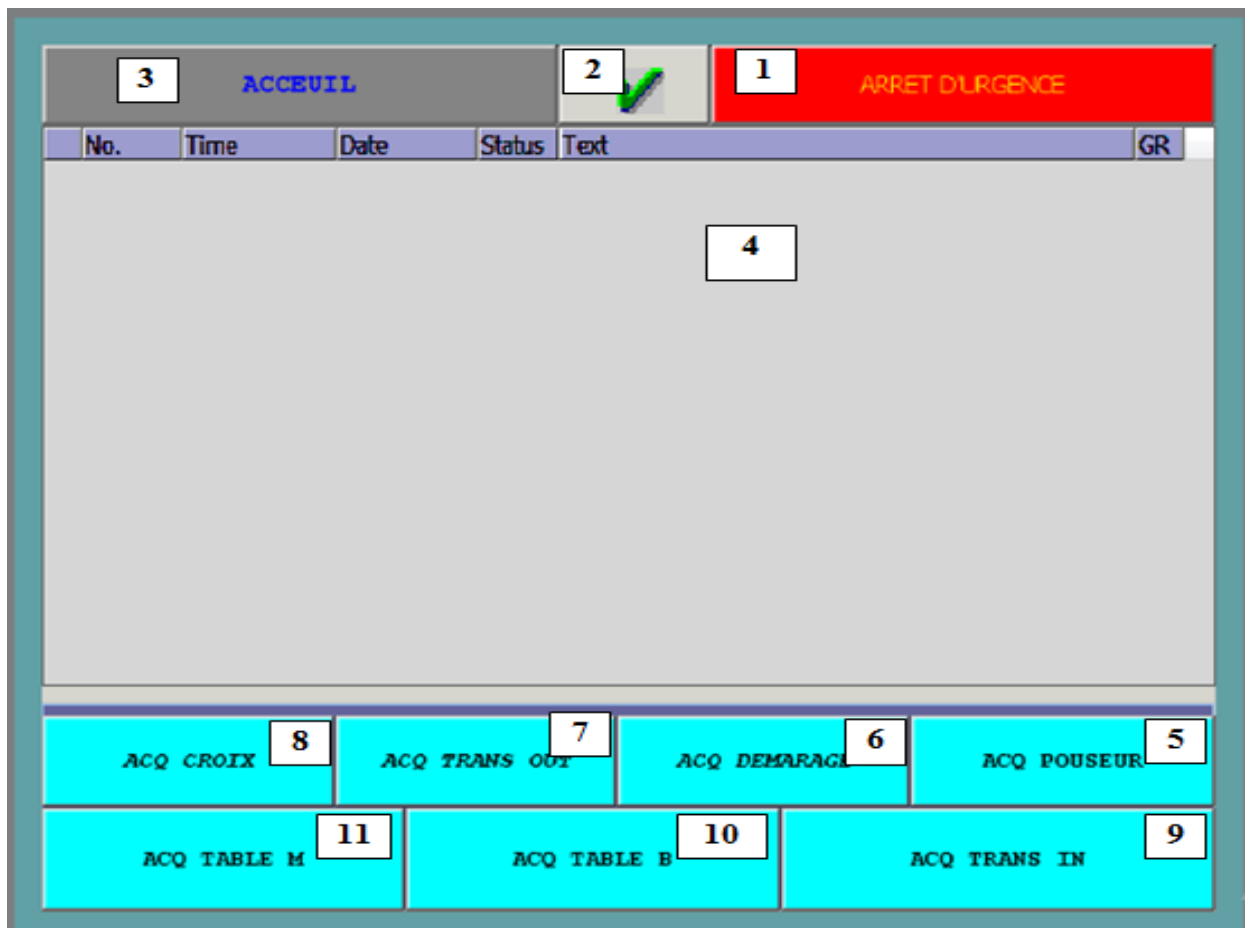 3 ACCEUIL 2 1 ARRET D'URGENCE
No. Time Date Status Text GR
4
ACQ CROIX 8 ACQ TRANS OUT 7 ACQ DEMARAGE 6 ACQ POUSEUR 5
ACQ TABLE M 11 ACQ TABLE B 10 ACQ TRANS IN 9